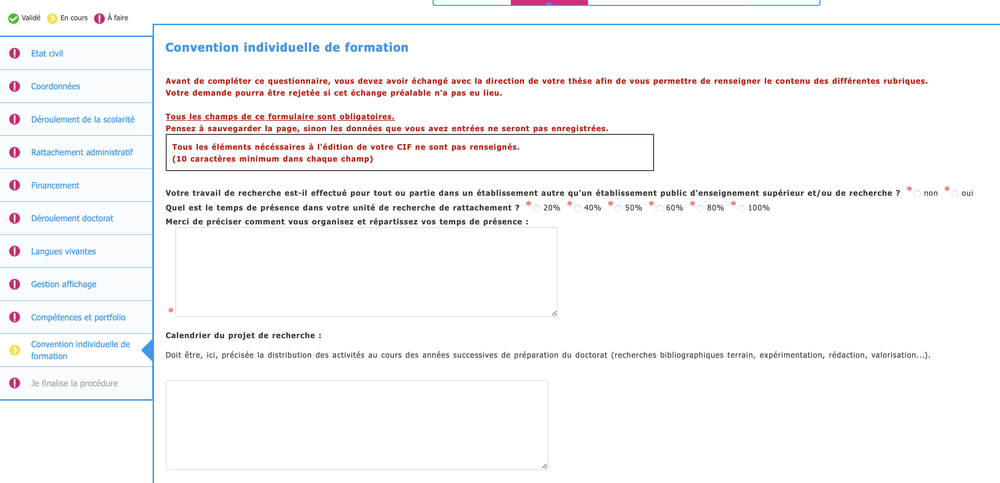 Validé En cours À faire
Etat civil
Coordonnées
Déroulement de la scolarité
Rattachement administratif
Financement
Déroulement doctorat
Langues vivantes
Gestion affichage
Compétences et portfolio
Convention individuelle de
formation
Je finalise la procédure
Convention individuelle de formation
Avant de compléter ce questionnaire, vous devez avoir échangé avec la direction de votre thèse afin de vous permettre de renseigner le contenu des différentes rubriques.
Votre demande pourra être rejetée si cet échange préalable n'a pas eu lieu.
Tous les champs de ce formulaire sont obligatoires.
Pensez à sauvegarder la page, sinon les données que vous avez entrées ne seront pas enregistrées.
Tous les éléments nécéssaires à l'édition de votre CIF ne sont pas renseignés.
(10 caractères minimum dans chaque champ)
Votre travail de recherche est-il effectué pour tout ou partie dans un établissement autre qu'un établissement public d'enseignement supérieur et/ou de recherche ? * non * oui
Quel est le temps de présence dans votre unité de recherche de rattachement ? * 20% * 40% * 50% * 60% * 80% * 100%
Merci de préciser comment vous organisez et répartissez vos temps de présence :
*
Calendrier du projet de recherche :
Doit être, ici, précisée la distribution des activités au cours des années successives de préparation du doctorat (recherches bibliographiques terrain, expérimentation, rédaction, valorisation...).